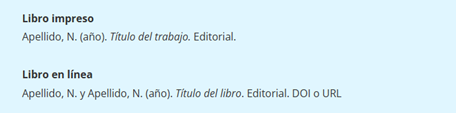 Libro impreso
Apellido, N. (año). Título del trabajo. Editorial.
Libro en línea
Apellido, N. y Apellido, N. (año). Título del libro. Editorial. DOI o URL